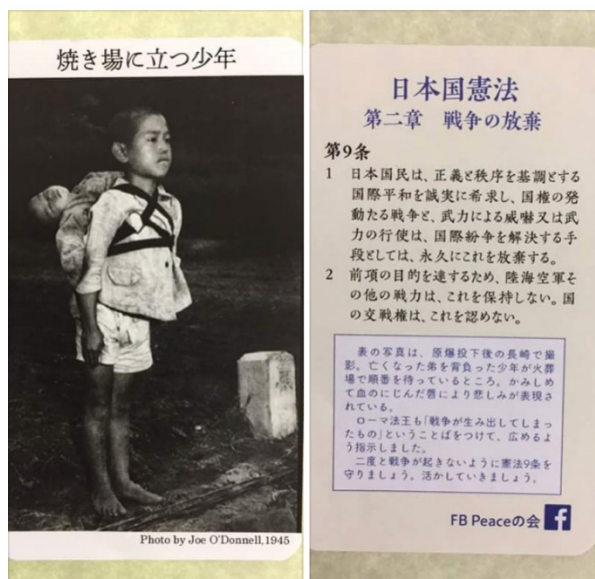 焼き場に立つ少年
Photo by Joe O'Donnell,1945
日本国憲法
第二章 戦争の放棄
第9条
1 日本国民は、正義と秩序を基調とする
国際平和を誠実に希求し、国権の発
動たる戦争と、武力による威嚇又は武
力の行使は、国際紛争を解決する手
段としては、永久にこれを放棄する。
2 前項の目的を達するため、陸海空軍そ
の他の戦力は、これを保持しない。国
の交戦権は、これを認めない。
表の写真は、原爆投下後の長崎で撮
影。亡くなった弟を背負った少年が火葬
場で順番を待っているところ。かみしめ
て血のにじんだ唇により悲しみが表現さ
れている。
ローマ法王も「戦争が生み出してしまっ
たもの」ということばをつけて、広めるよ
う指示しました。
二度と戦争が起きないように憲法9条を
守りましょう。活かしていきましょう。
FB Peaceの会